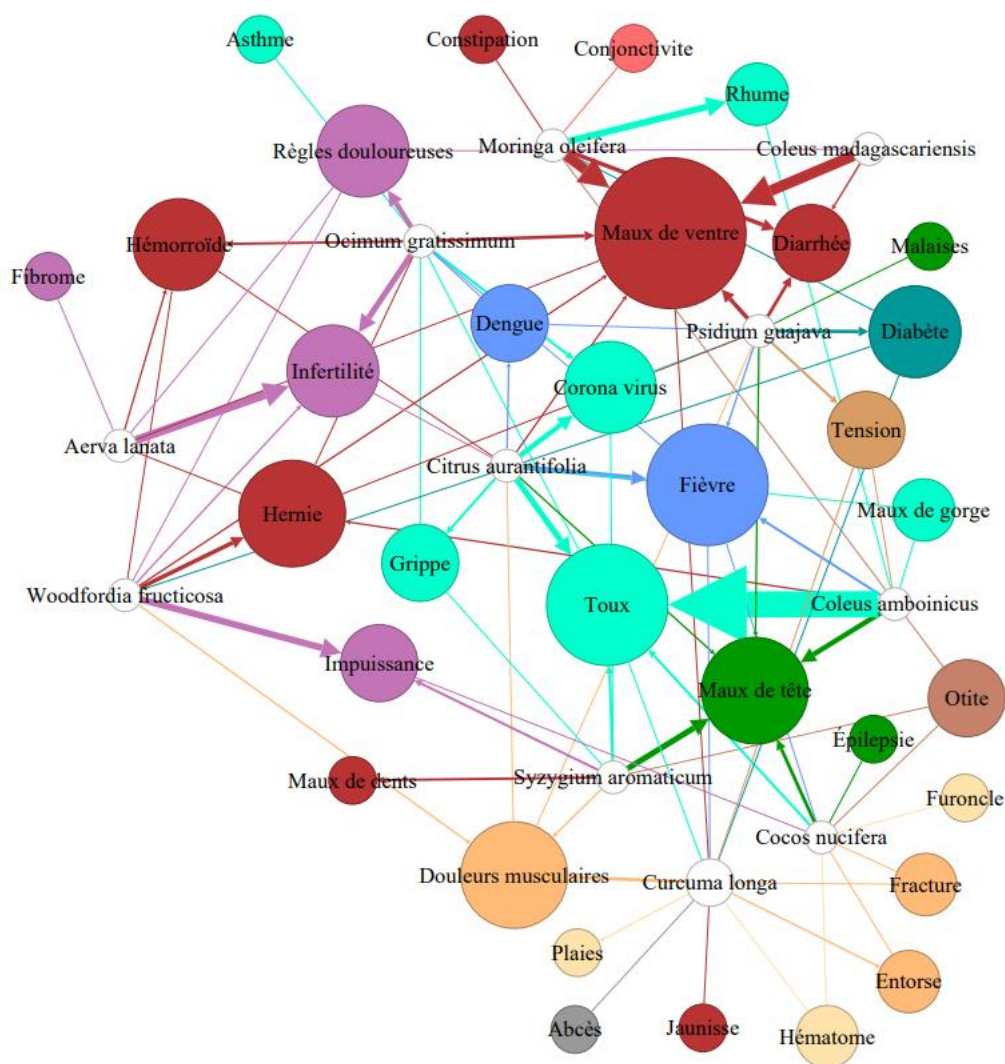 Asthme
Constipation
Conjonctivite
Rhume
Règles douloureuses
Moringa oleifera
Coleus madagascariensis
Hémorroïde
Ocimum gratissimum
Maux de ventre
Diarrhée
Malaises
Fibrome
Dengue
Psidium guajava
Diabète
Infertilité
Corona virus
Aerva lanata
Citrus aurantifolia
Tension
Hernie
Fièvre
Maux de gorge
Grippe
Woodfordia fructicosa
Toux
Coleus amboinicus
Impuissance
Maux de tête
Otite
Épilepsie
Maux de dents
Syzygium aromaticum
Furoncle
Cocos nucifera
Douleurs musculaires
Curcuma longa
Fracture
Plaies
Entorse
Abcès
Jaunisse
Hématome